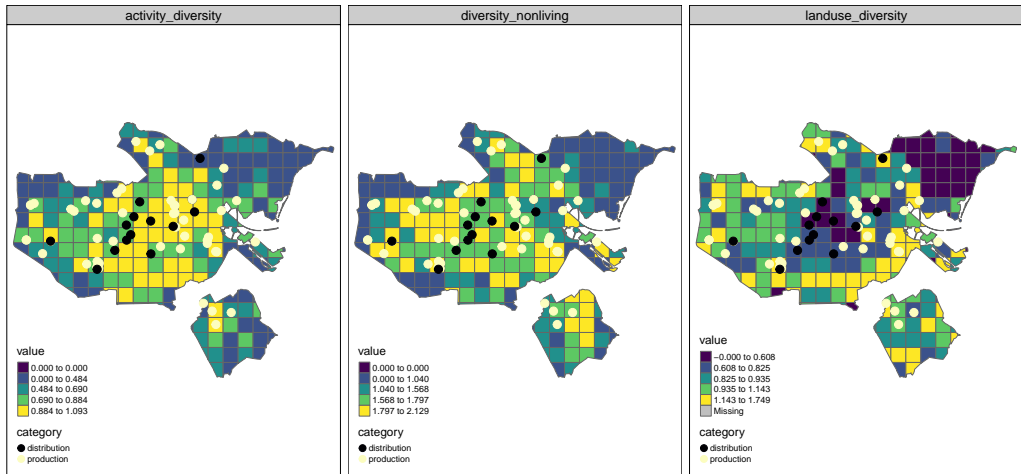 activity_diversity
value
0.000 to 0.000
0.000 to 0.484
0.484 to 0.690
0.690 to 0.884
0.884 to 1.093
category
distribution
production
diversity_nonliving
value
0.000 to 0.000
0.000 to 1.040
1.040 to 1.568
1.568 to 1.797
1.797 to 2.129
category
distribution
production
landuse_diversity
value
−0.000 to 0.608
0.608 to 0.825
0.825 to 0.935
0.935 to 1.143
1.143 to 1.749
Missing
category
distribution
production